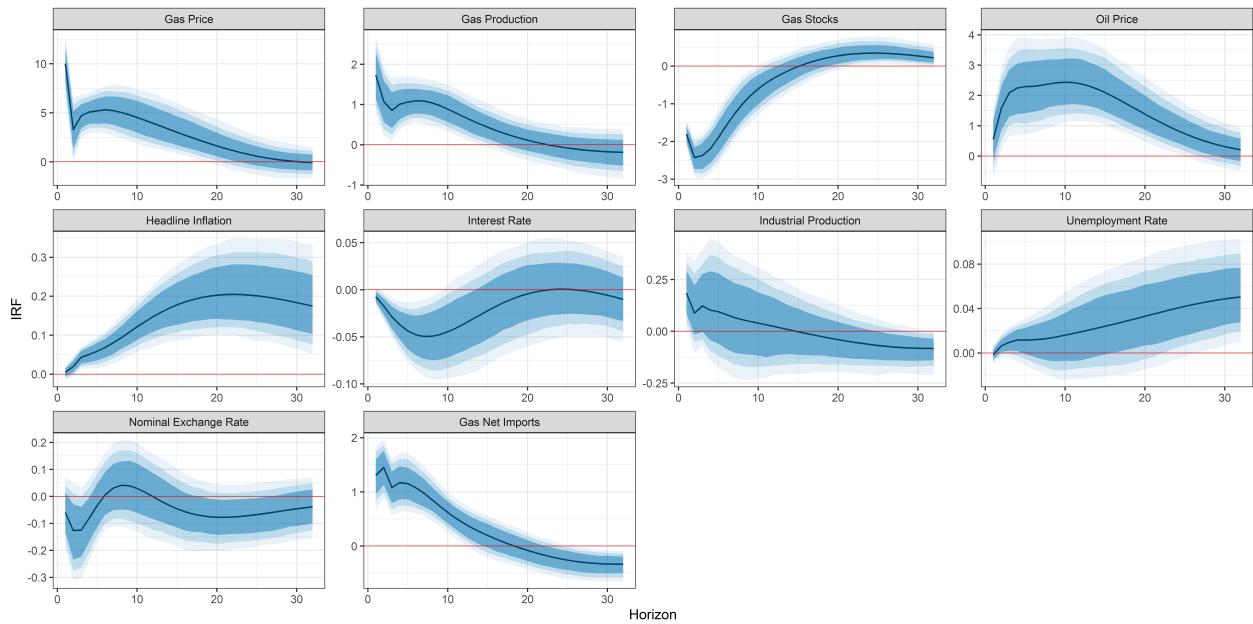 Gas Price
Gas Production
Gas Stocks
Oil Price
10
5
0
0 10 20 30
2
1
0
-1
0 10 20 30
0
-1
-2
-3
0 10 20 30
4
3
2
1
0
0 10 20 30
Headline Inflation
Interest Rate
Industrial Production
Unemployment Rate
IRF
0.3
0.2
0.1
0.0
0 10 20 30
0.05
0.00
-0.05
-0.10
0 10 20 30
0.25
0.00
-0.25
0 10 20 30
0.08
0.04
0.00
0 10 20 30
Nominal Exchange Rate
Gas Net Imports
0.2
0.1
0.0
-0.1
-0.2
-0.3
0 10 20 30
2
1
0
0 10 20 30
Horizon